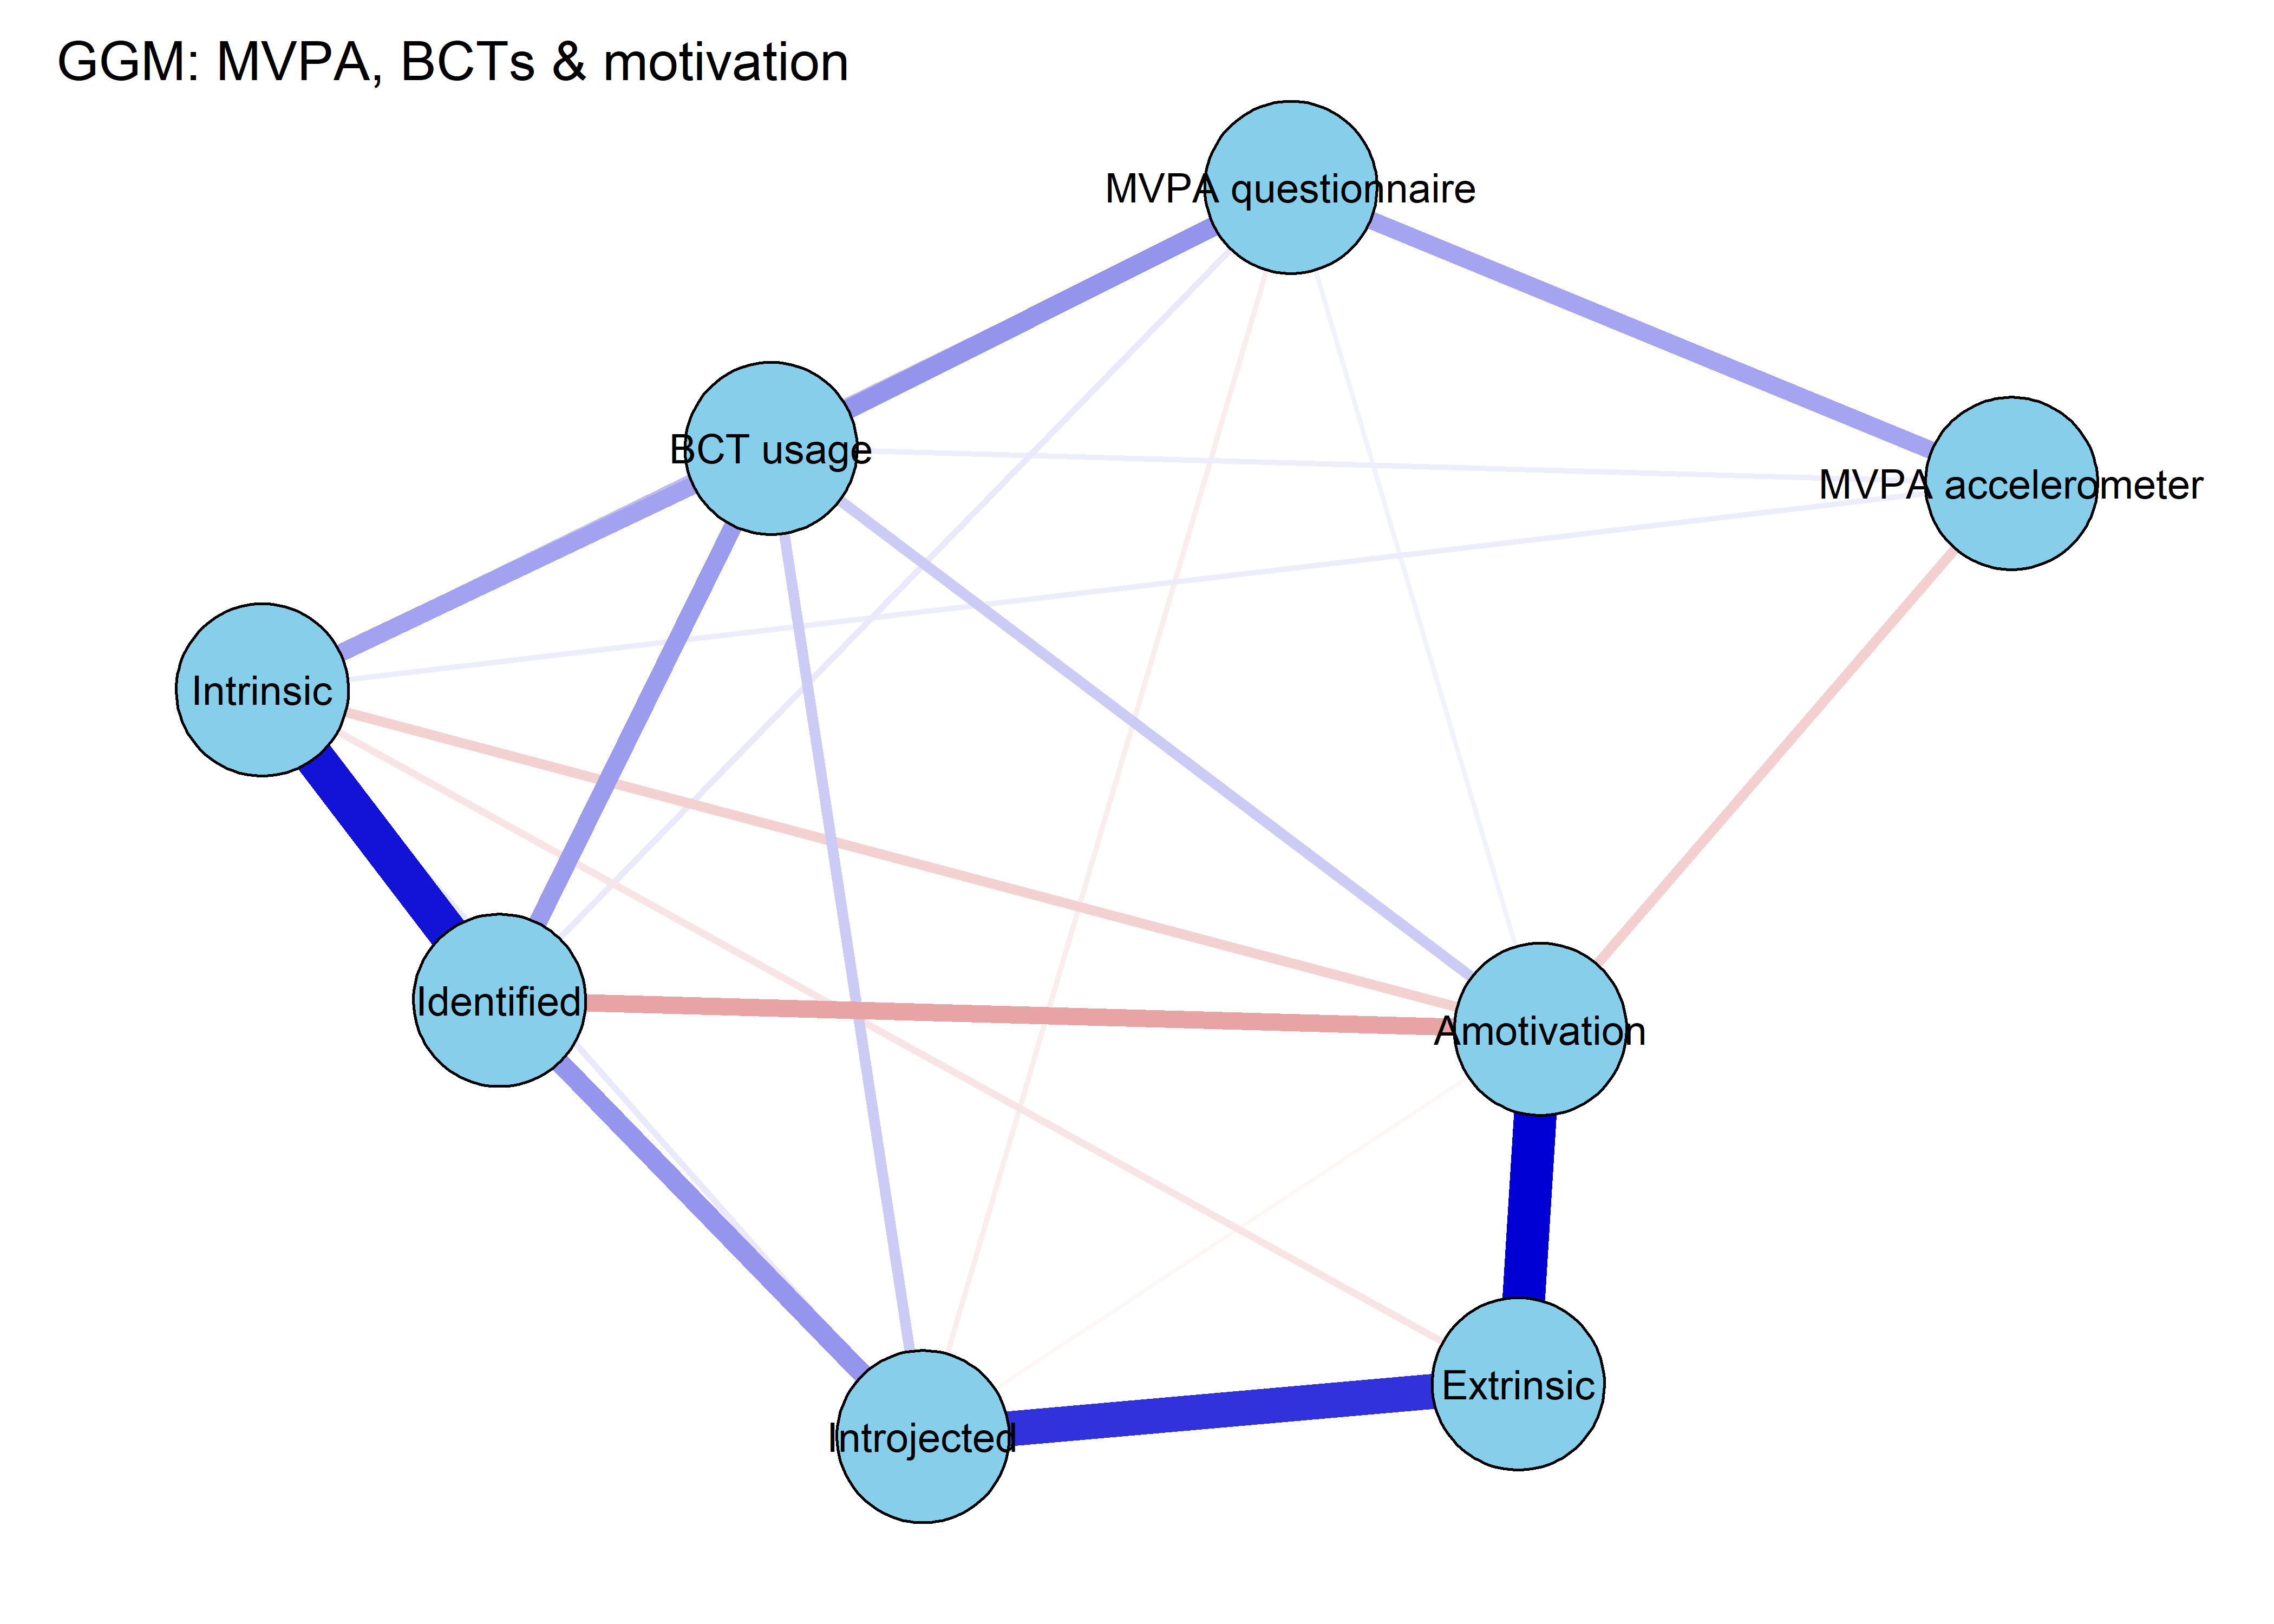 GGM: MVPA, BCTs & motivation
MVPA questionnaire
BCT usage
MVPA accelerometer
Intrinsic
Identified
Amotivation
Extrinsic
Introjected